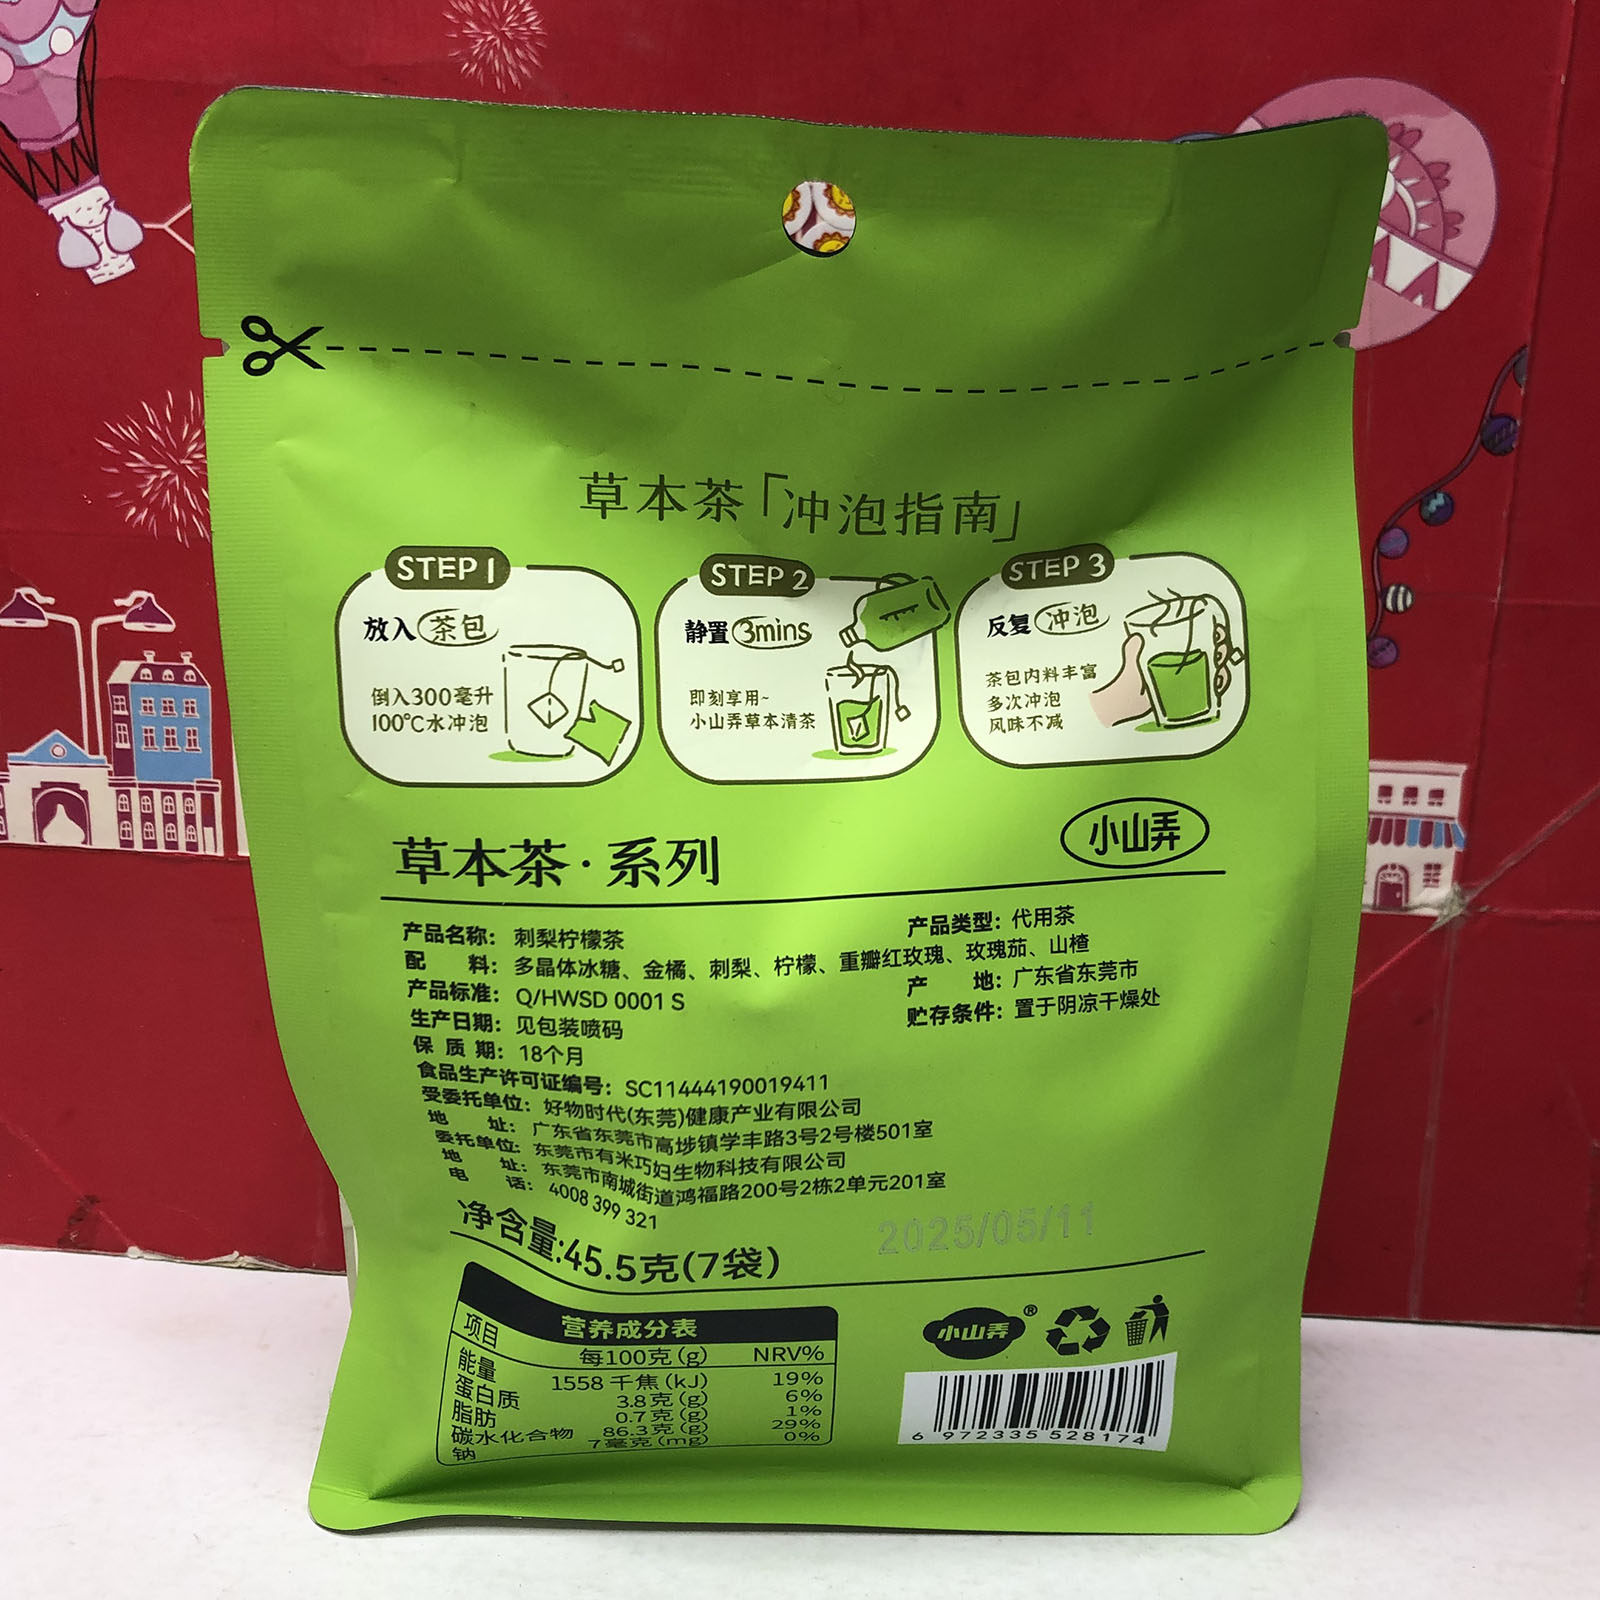 草本茶「冲泡指南」
STEP 1
放入 茶包
倒入300毫升
100℃水冲泡
STEP 2
静置 3mins
即刻享用~
小山弄草本清茶
STEP 3
反复 冲泡
茶包内料丰富
多次冲泡
风味不减
草本茶·系列
小山弄
产品名称: 刺梨柠檬茶
产品类型: 代用茶
配料: 多晶体冰糖、金橘、刺梨、柠檬、重瓣红玫瑰、玫瑰茄、山楂
产品标准: Q/HWSD 0001 S
产地: 广东省东莞市
生产日期: 见包装喷码
贮存条件: 置于阴凉干燥处
保质期: 18个月
食品生产许可证编号: SC11444190019411
受委托单位: 好物时代(东莞)健康产业有限公司
地址: 广东省东莞市高埗镇学丰路3号2号楼501室
委托单位: 东莞市有米巧妇生物科技有限公司
地址: 东莞市南城街道鸿福路200号2栋2单元201室
电话: 4008 399 321
净含量:45.5克(7袋)
2025/05/11
营养成分表
项目 每100克(g) NRV%
能量 1558 千焦(kJ) 19%
蛋白质 3.8克(g) 6%
脂肪 0.7克(g) 1%
碳水化合物 86.3克(g) 29%
钠 7毫克(mg) 0%
小山弄®
6 972335 528174